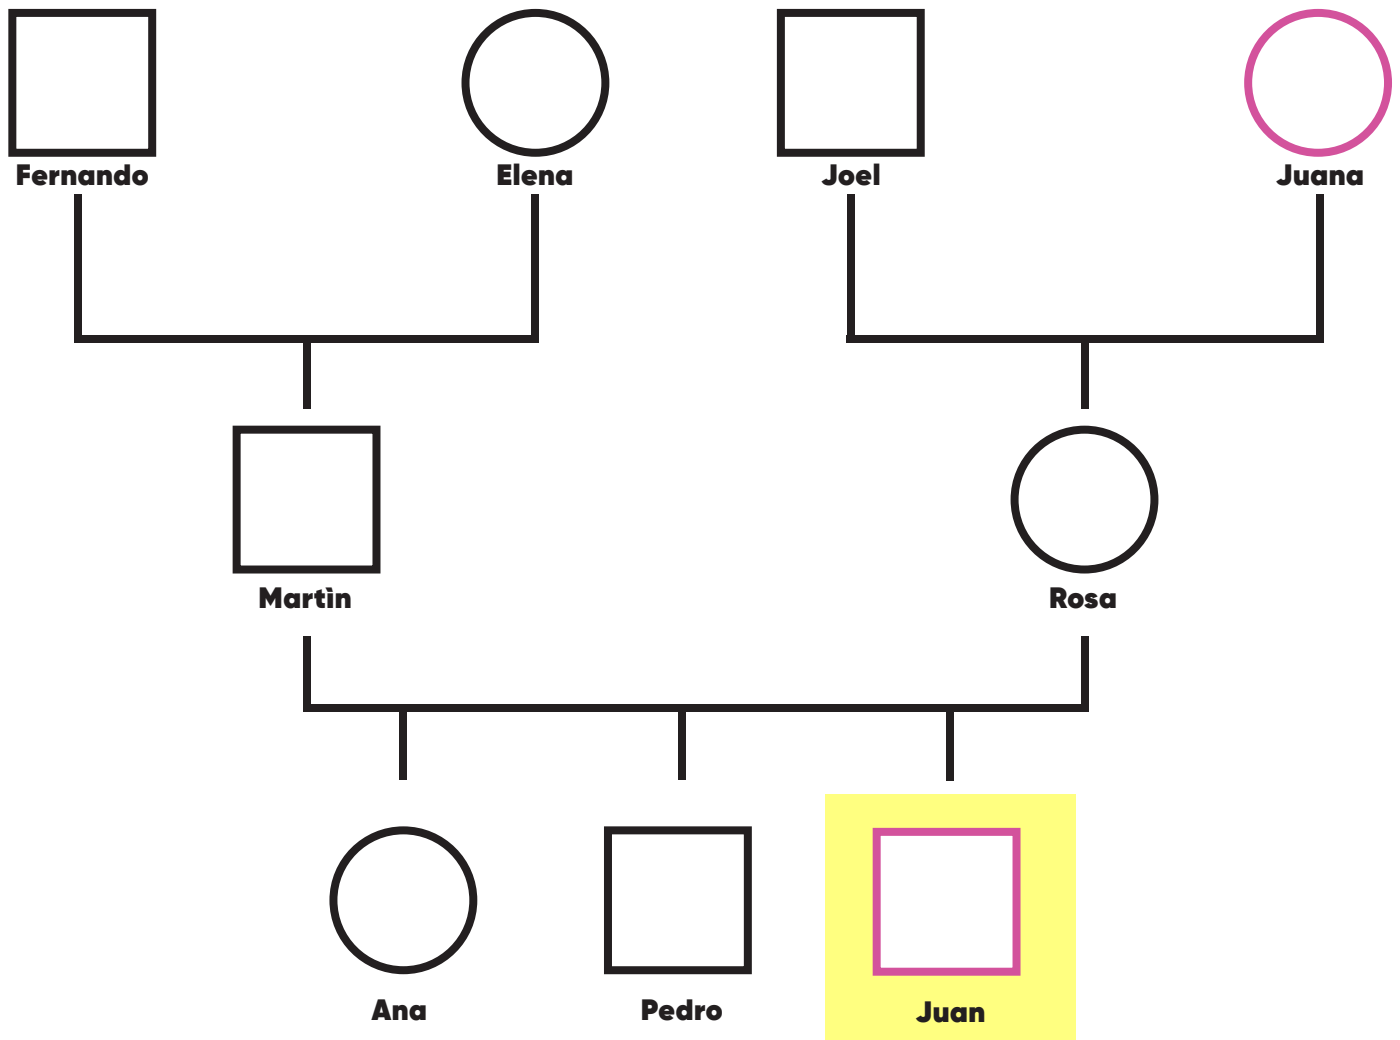 Fernando
Elena
Joel
Juana
Martìn
Rosa
Ana
Pedro
Juan